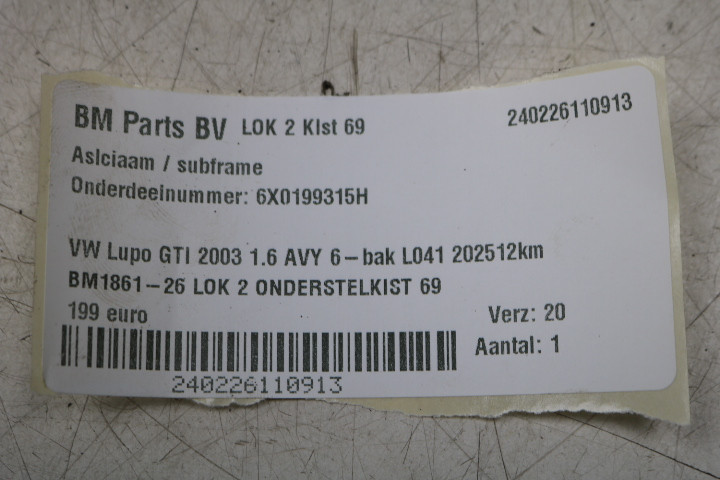 BM Parts BV LOK 2 KIst 69 240226110913
Aslciaam / subframe
Onderdeelnummer: 6X0199315H
VW Lupo GTI 2003 1.6 AVY 6-bak L041 202512km
BM1861-26 LOK 2 ONDERSTELKIST 69
199 euro Verz: 20
Aantal: 1
240226110913